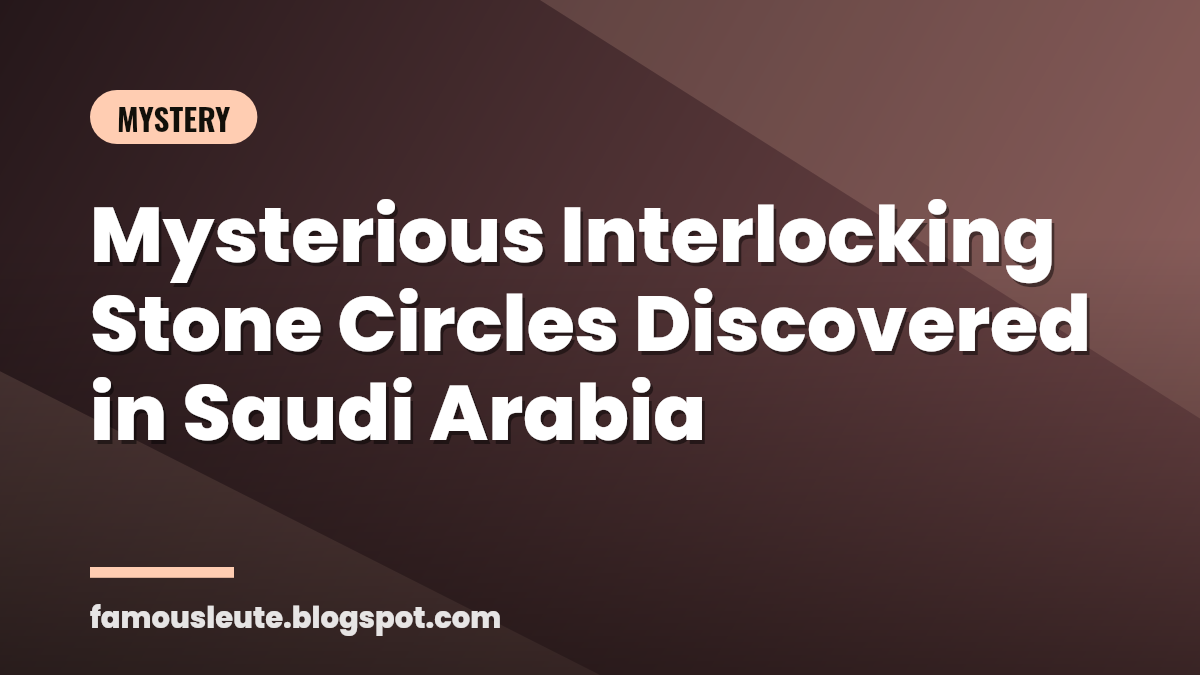 MYSTERY
Mysterious Interlocking
Stone Circles Discovered
in Saudi Arabia
famousleute.blogspot.com